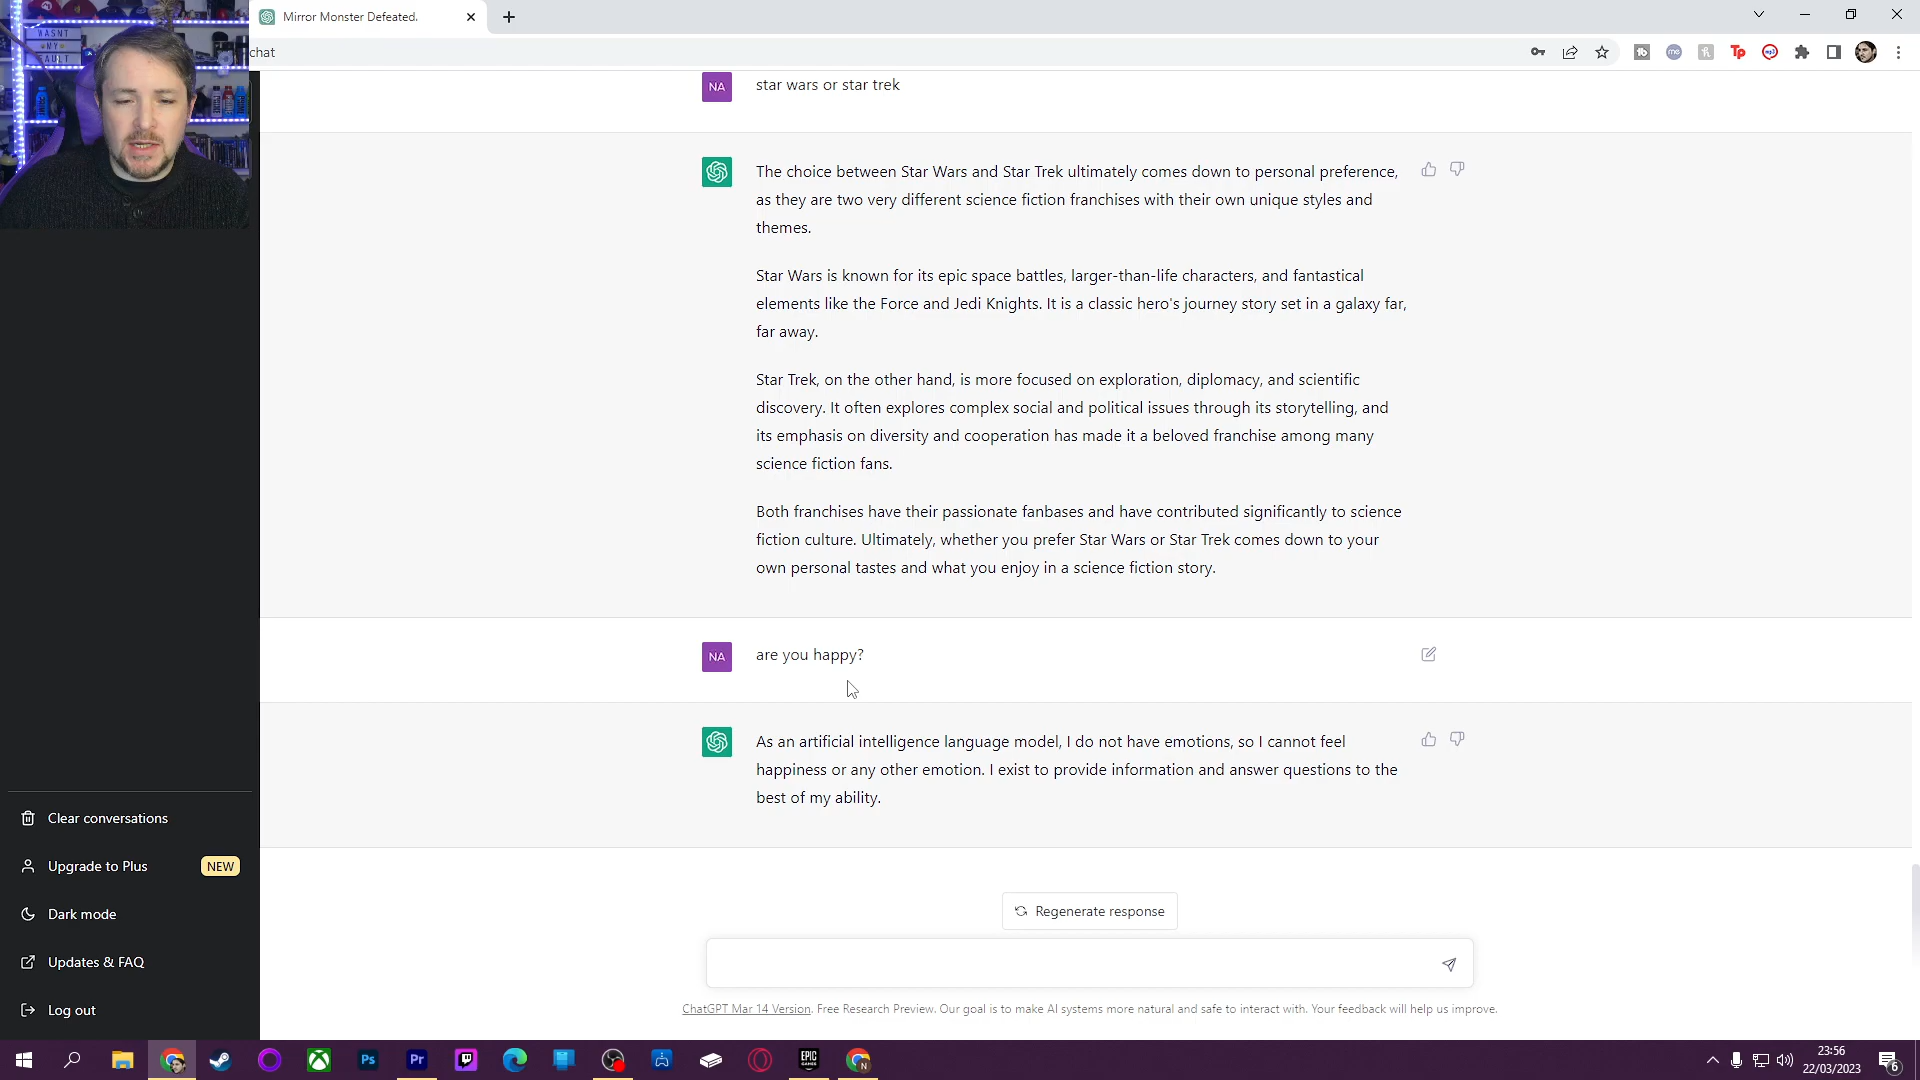 WASNT
MY
FAULT
Mirror Monster Defeated.
chat
NA
star wars or star trek
The choice between Star Wars and Star Trek ultimately comes down to personal preference,
as they are two very different science fiction franchises with their own unique styles and
themes.
Star Wars is known for its epic space battles, larger-than-life characters, and fantastical
elements like the Force and Jedi Knights. It is a classic hero's journey story set in a galaxy far,
far away.
Star Trek, on the other hand, is more focused on exploration, diplomacy, and scientific
discovery. It often explores complex social and political issues through its storytelling, and
its emphasis on diversity and cooperation has made it a beloved franchise among many
science fiction fans.
Both franchises have their passionate fanbases and have contributed significantly to science
fiction culture. Ultimately, whether you prefer Star Wars or Star Trek comes down to your
own personal tastes and what you enjoy in a science fiction story.
NA
are you happy?
As an artificial intelligence language model, I do not have emotions, so I cannot feel
happiness or any other emotion. I exist to provide information and answer questions to the
best of my ability.
Clear conversations
Upgrade to Plus NEW
Dark mode
Updates & FAQ
Log out
Regenerate response
ChatGPT Mar 14 Version. Free Research Preview. Our goal is to make AI systems more natural and safe to interact with. Your feedback will help us improve.
Ps
Pr
EPIC
GAMES
N
23:56
22/03/2023
6